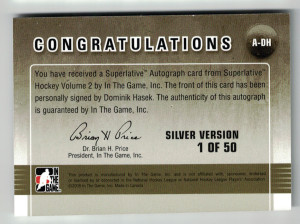 CONGRATULATIONS
A-DH
You have received a Superlative™ Autograph card from Superlative™
Hockey Volume 2 by In The Game, Inc. The front of this card has been
personally signed by Dominik Hasek. The authenticity of this autograph
is guaranteed by In The Game, Inc.
Brian H Price
Dr. Brian H. Price
President, In The Game, Inc.
SILVER VERSION
1 OF 50
IN
THE
GAME